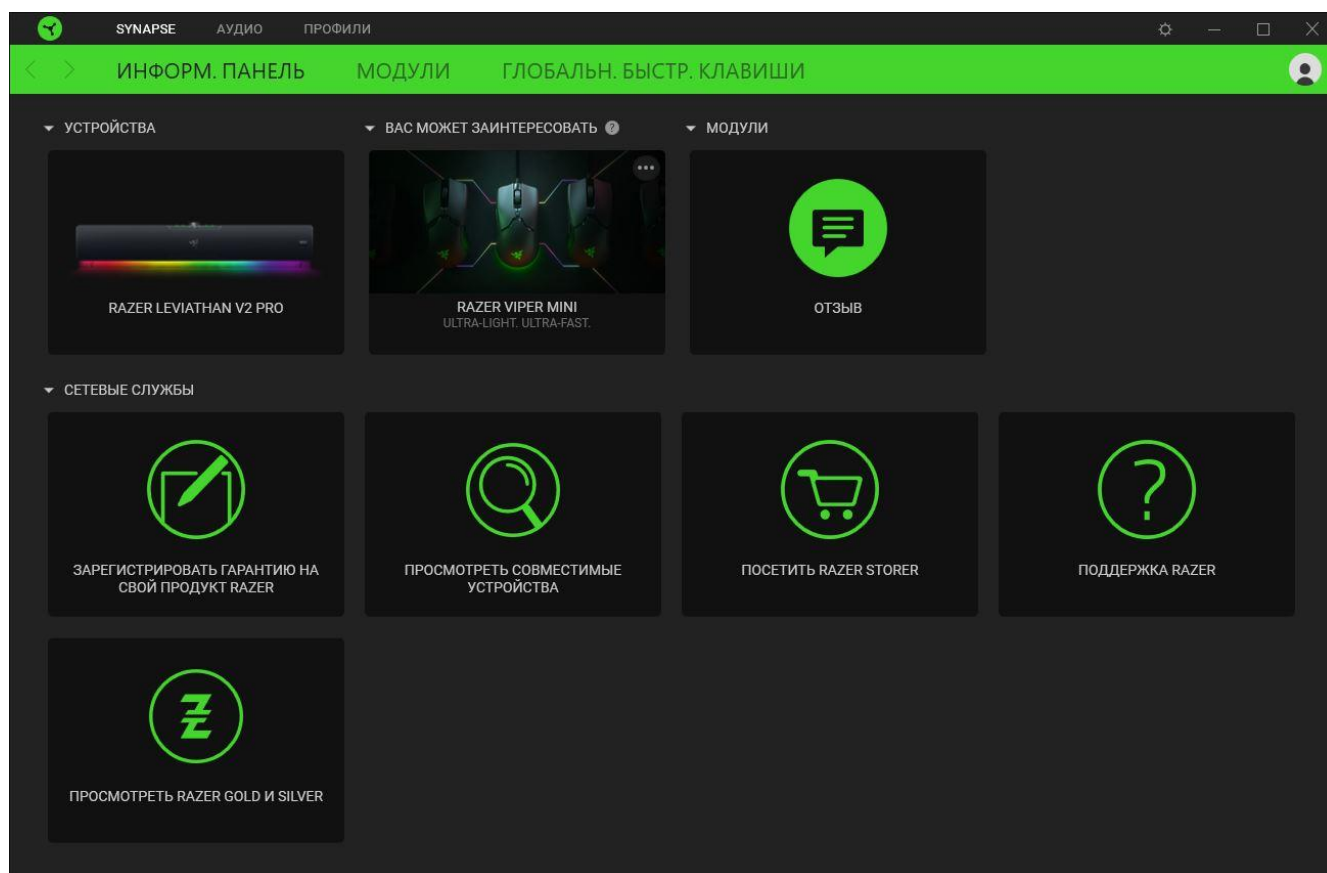 SYNAPSE АУДИО ПРОФИЛИ
ИНФОРМ. ПАНЕЛЬ МОДУЛИ ГЛОБАЛЬН. БЫСТР. КЛАВИШИ
УСТРОЙСТВА
RAZER LEVIATHAN V2 PRO
ВАС МОЖЕТ ЗАИНТЕРЕСОВАТЬ ?
RAZER VIPER MINI
ULTRA-LIGHT. ULTRA-FAST.
МОДУЛИ
ОТЗЫВ
СЕТЕВЫЕ СЛУЖБЫ
ЗАРЕГИСТРИРОВАТЬ ГАРАНТИЮ НА
СВОЙ ПРОДУКТ RAZER
ПРОСМОТРЕТЬ СОВМЕСТИМЫЕ
УСТРОЙСТВА
ПОСЕТИТЬ RAZER STORER
ПОДДЕРЖКА RAZER
ПРОСМОТРЕТЬ RAZER GOLD И SILVER